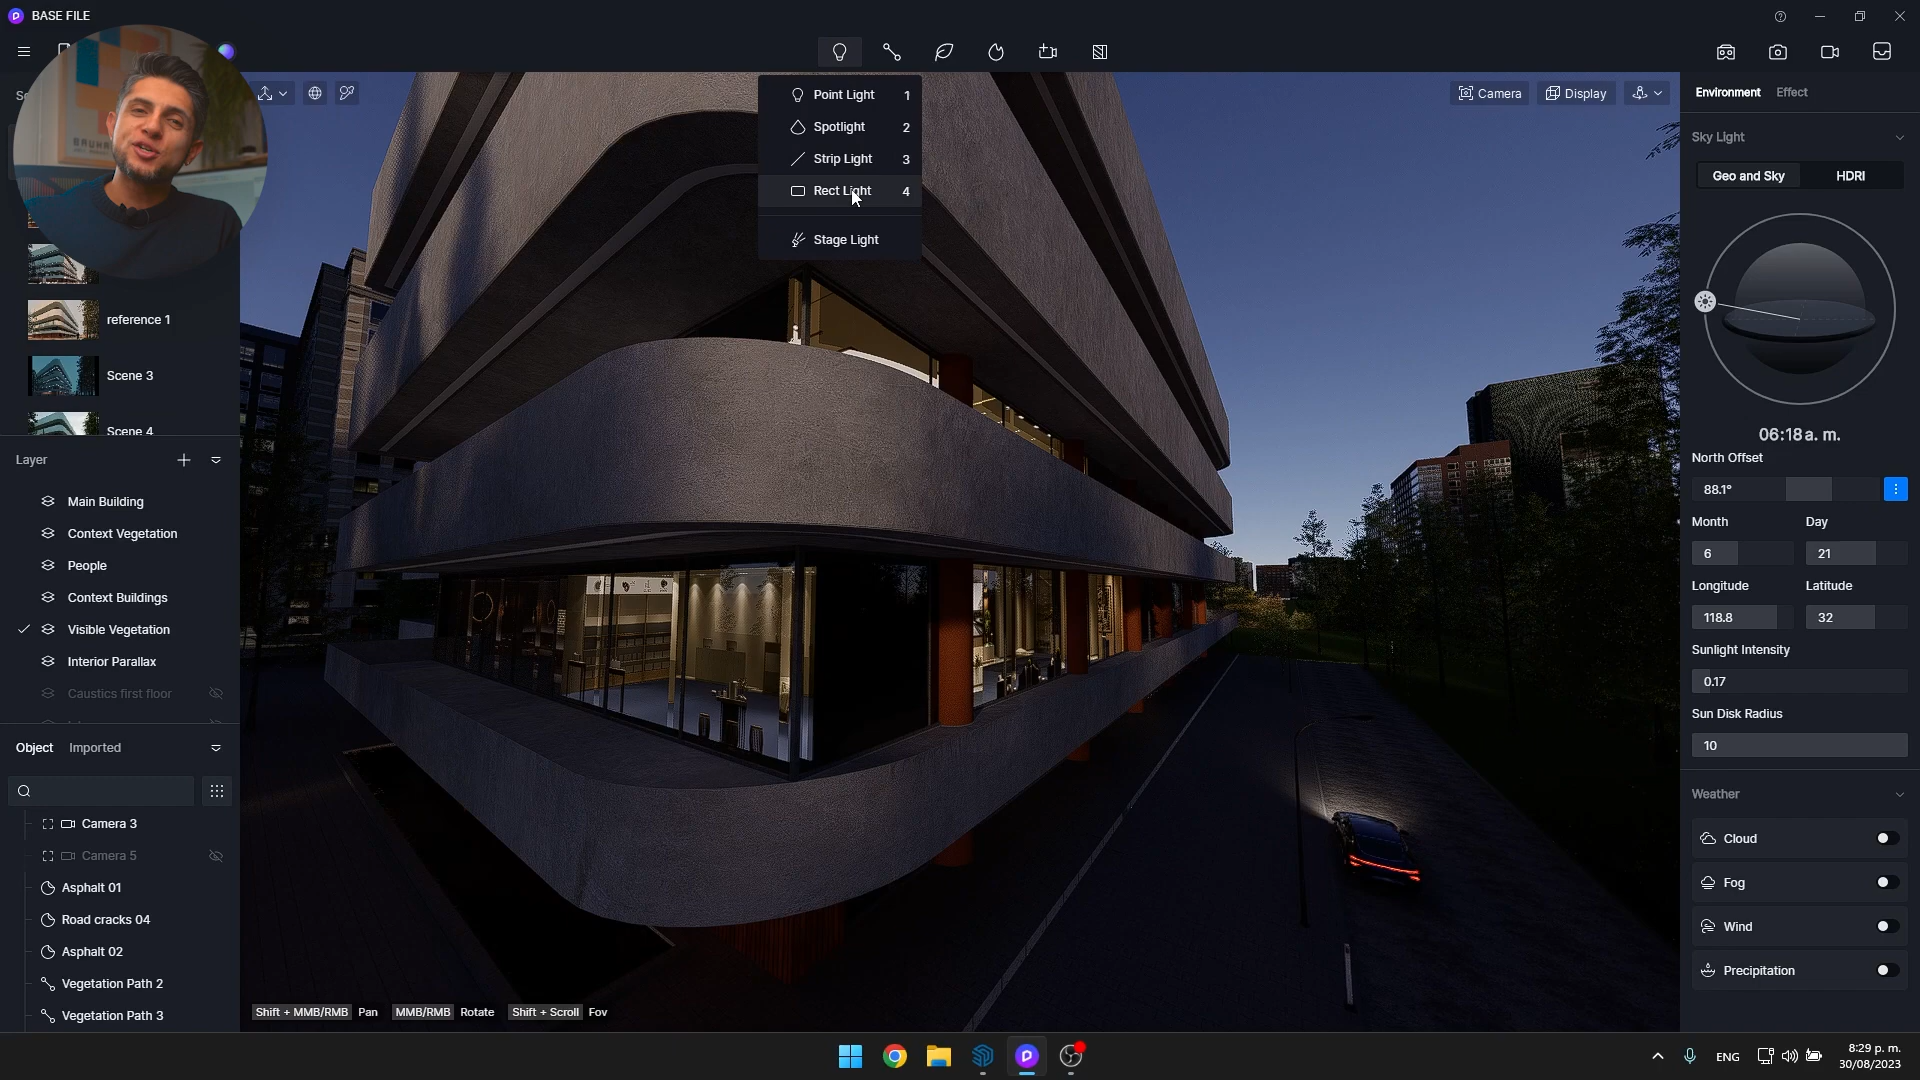 BASE FILE
Point Light 1
Spotlight 2
Strip Light 3
Rect Light 4
Stage Light
Camera
Display
Environment Effect
Sky Light
Geo and Sky HDRI
06:18 a. m.
North Offset
88.1°
Month Day
6 21
Longitude Latitude
118.8 32
Sunlight Intensity
0.17
Sun Disk Radius
10
Weather
Cloud
Fog
Wind
Precipitation
BAUHA
reference 1
Scene 3
Scene 4
Layer
Main Building
Context Vegetation
People
Context Buildings
Visible Vegetation
Interior Parallax
Caustics first floor
Object Imported
Camera 3
Camera 5
Asphalt 01
Road cracks 04
Asphalt 02
Vegetation Path 2
Vegetation Path 3
Shift + MMB/RMB Pan MMB/RMB Rotate Shift + Scroll Fov
ENG
8:29 p. m.
30/08/2023